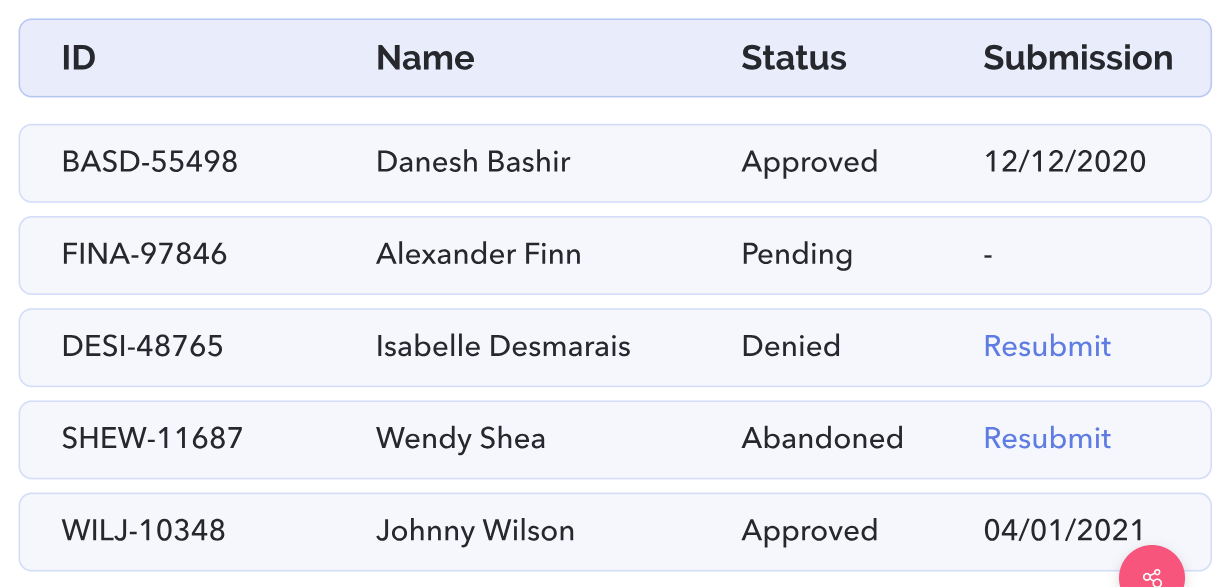 ID Name Status Submission
BASD-55498 Danesh Bashir Approved 12/12/2020
FINA-97846 Alexander Finn Pending -
DESI-48765 Isabelle Desmarais Denied Resubmit
SHEW-11687 Wendy Shea Abandoned Resubmit
WILJ-10348 Johnny Wilson Approved 04/01/2021